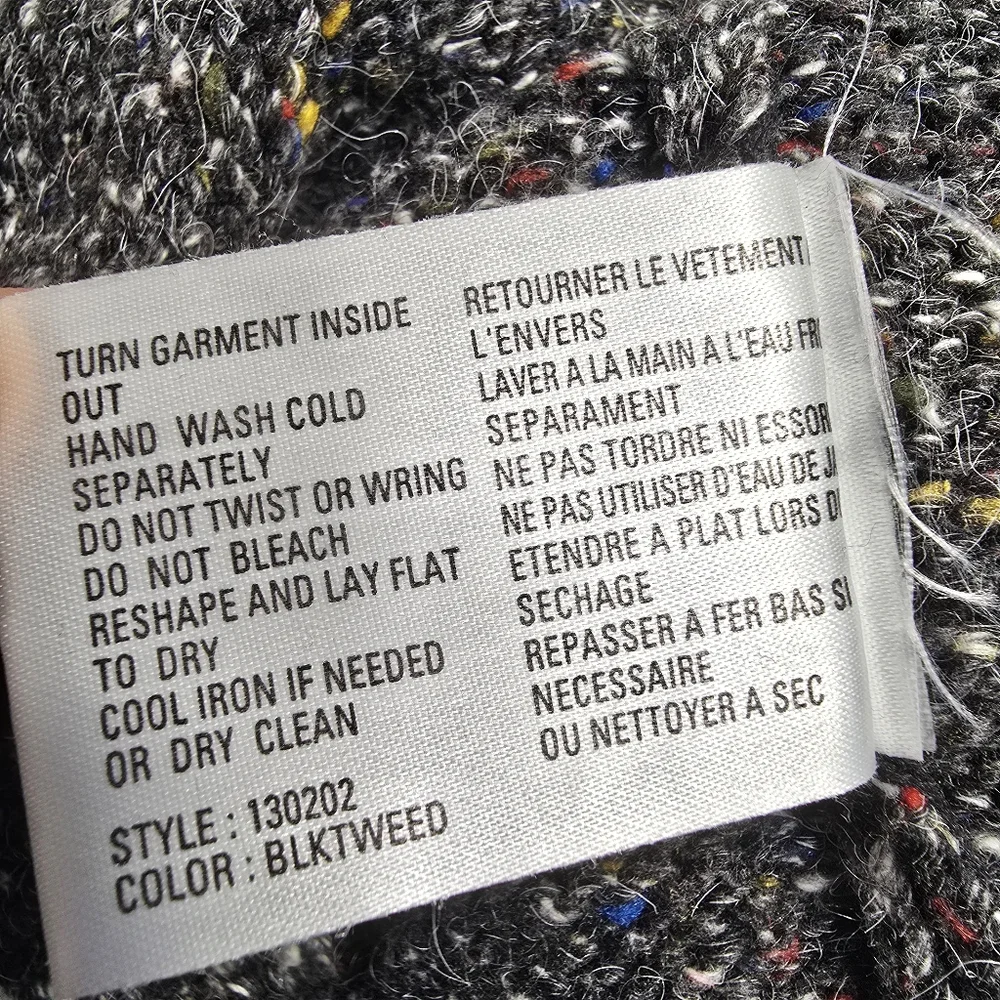 TURN GARMENT INSIDE
OUT
HAND WASH COLD
SEPARATELY
DO NOT TWIST OR WRING
DO NOT BLEACH
RESHAPE AND LAY FLAT
TO DRY
COOL IRON IF NEEDED
OR DRY CLEAN
STYLE : 130202
COLOR : BLKTWEED
RETOURNER LE VETEMENT
L'ENVERS
LAVER A LA MAIN A L'EAU
SEPARAMENT
NE PAS TORDRE NI
NE PAS UTILISER D'EAU DE
ETENDRE A PLAT LORS
SECHAGE
REPASSER A FER BAS SI
NECESSAIRE
OU NETTOYER A SEC